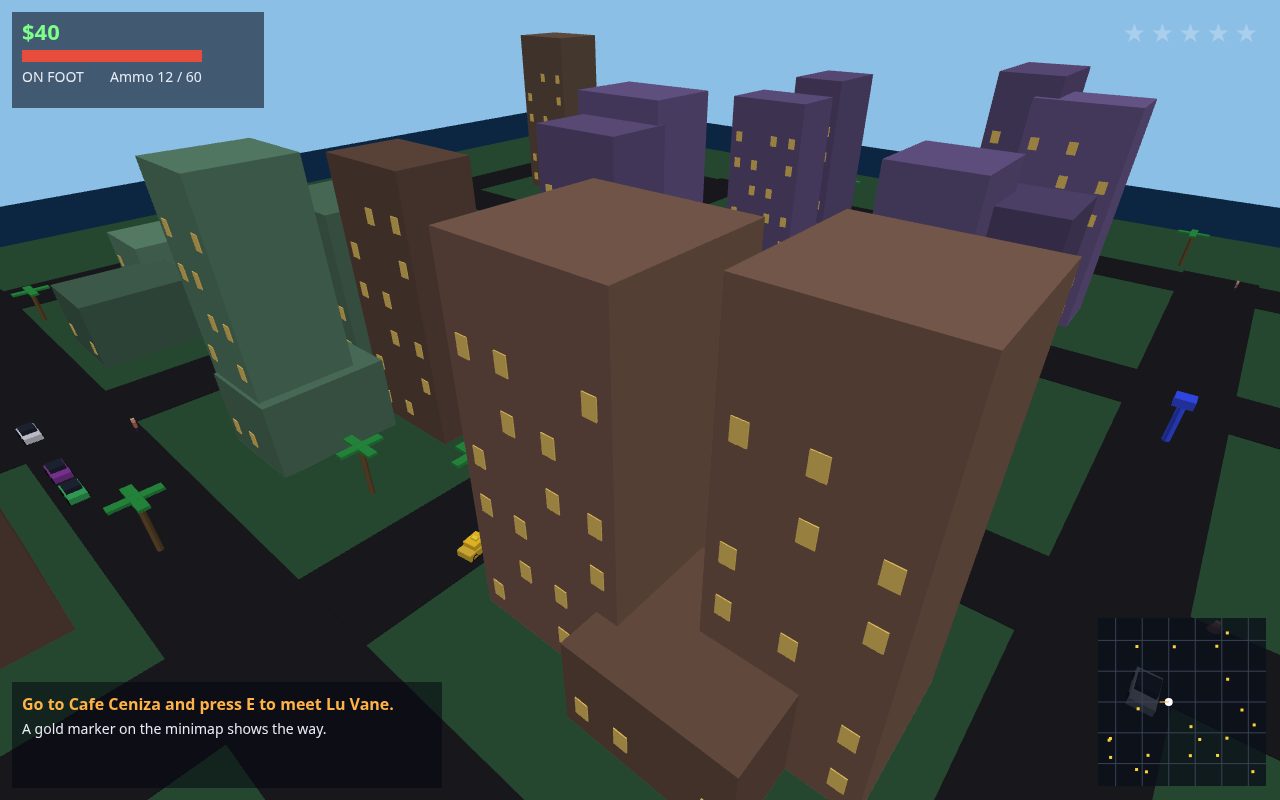 $40
ON FOOT Ammo 12 / 60
Go to Cafe Ceniza and press E to meet Lu Vane.
A gold marker on the minimap shows the way.